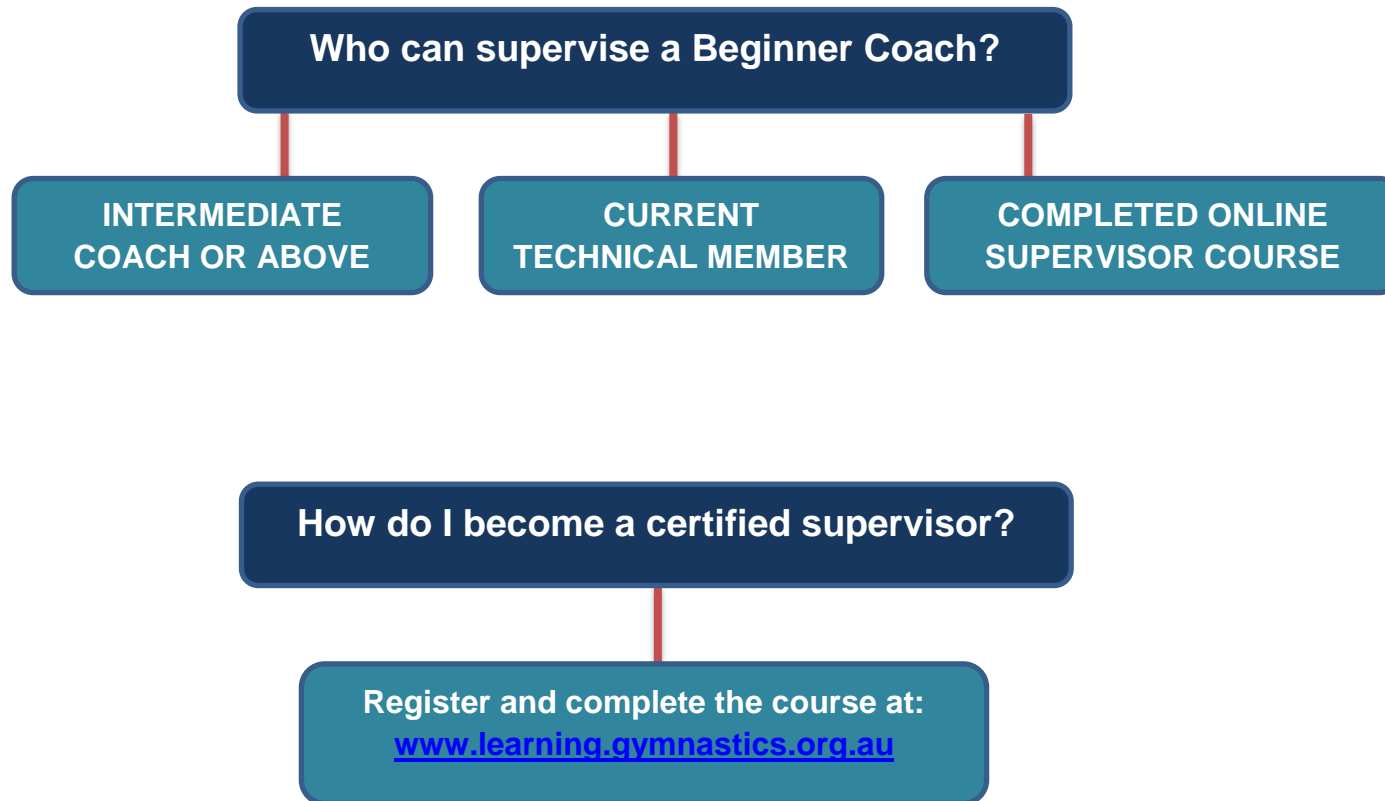 Who can supervise a Beginner Coach?
INTERMEDIATE
COACH OR ABOVE
CURRENT
TECHNICAL MEMBER
COMPLETED ONLINE
SUPERVISOR COURSE
How do I become a certified supervisor?
Register and complete the course at:
www.learning.gymnastics.org.au